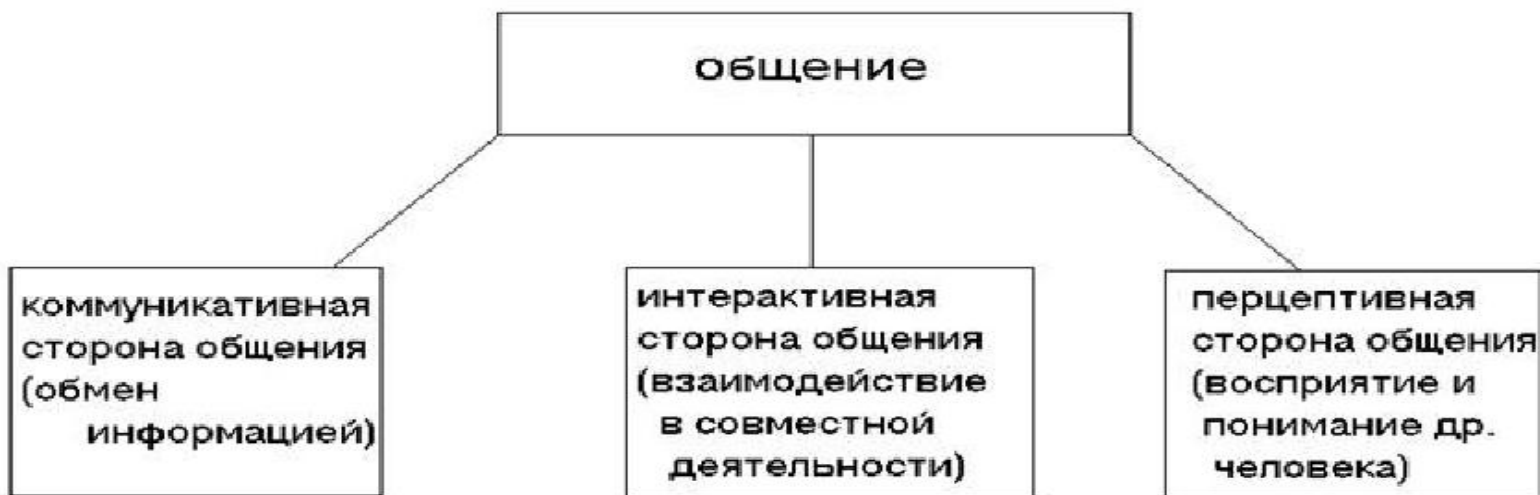 общение
коммуникативная
сторона общения
(обмен
информацией)
интерактивная
сторона общения
(взаимодействие
в совместной
деятельности)
перцептивная
сторона общения
(восприятие и
понимание др.
человека)